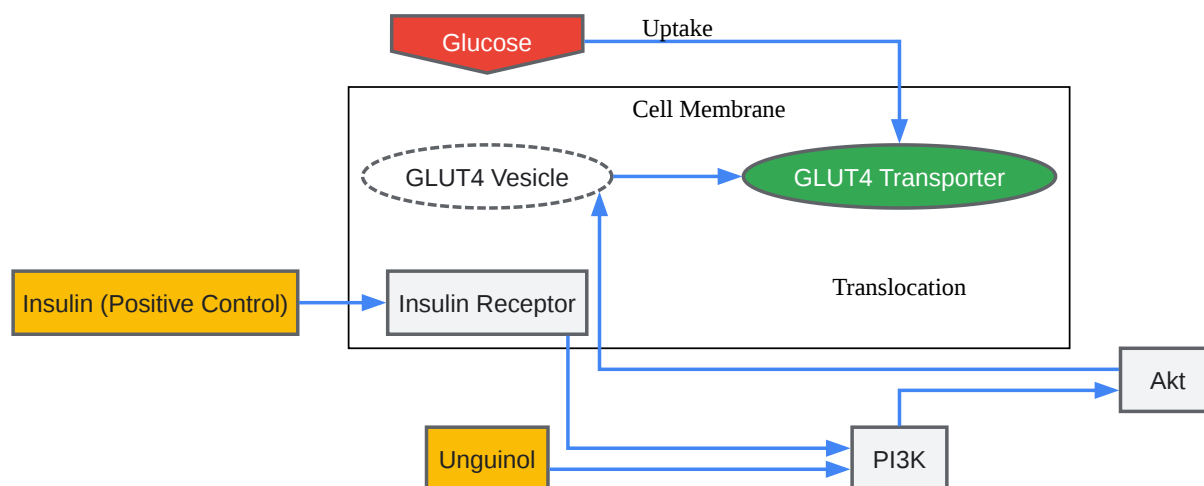 Uptake
Glucose
Cell Membrane
GLUT4 Vesicle
GLUT4 Transporter
Translocation
Insulin (Positive Control)
Insulin Receptor
Akt
Unguinol
PI3K